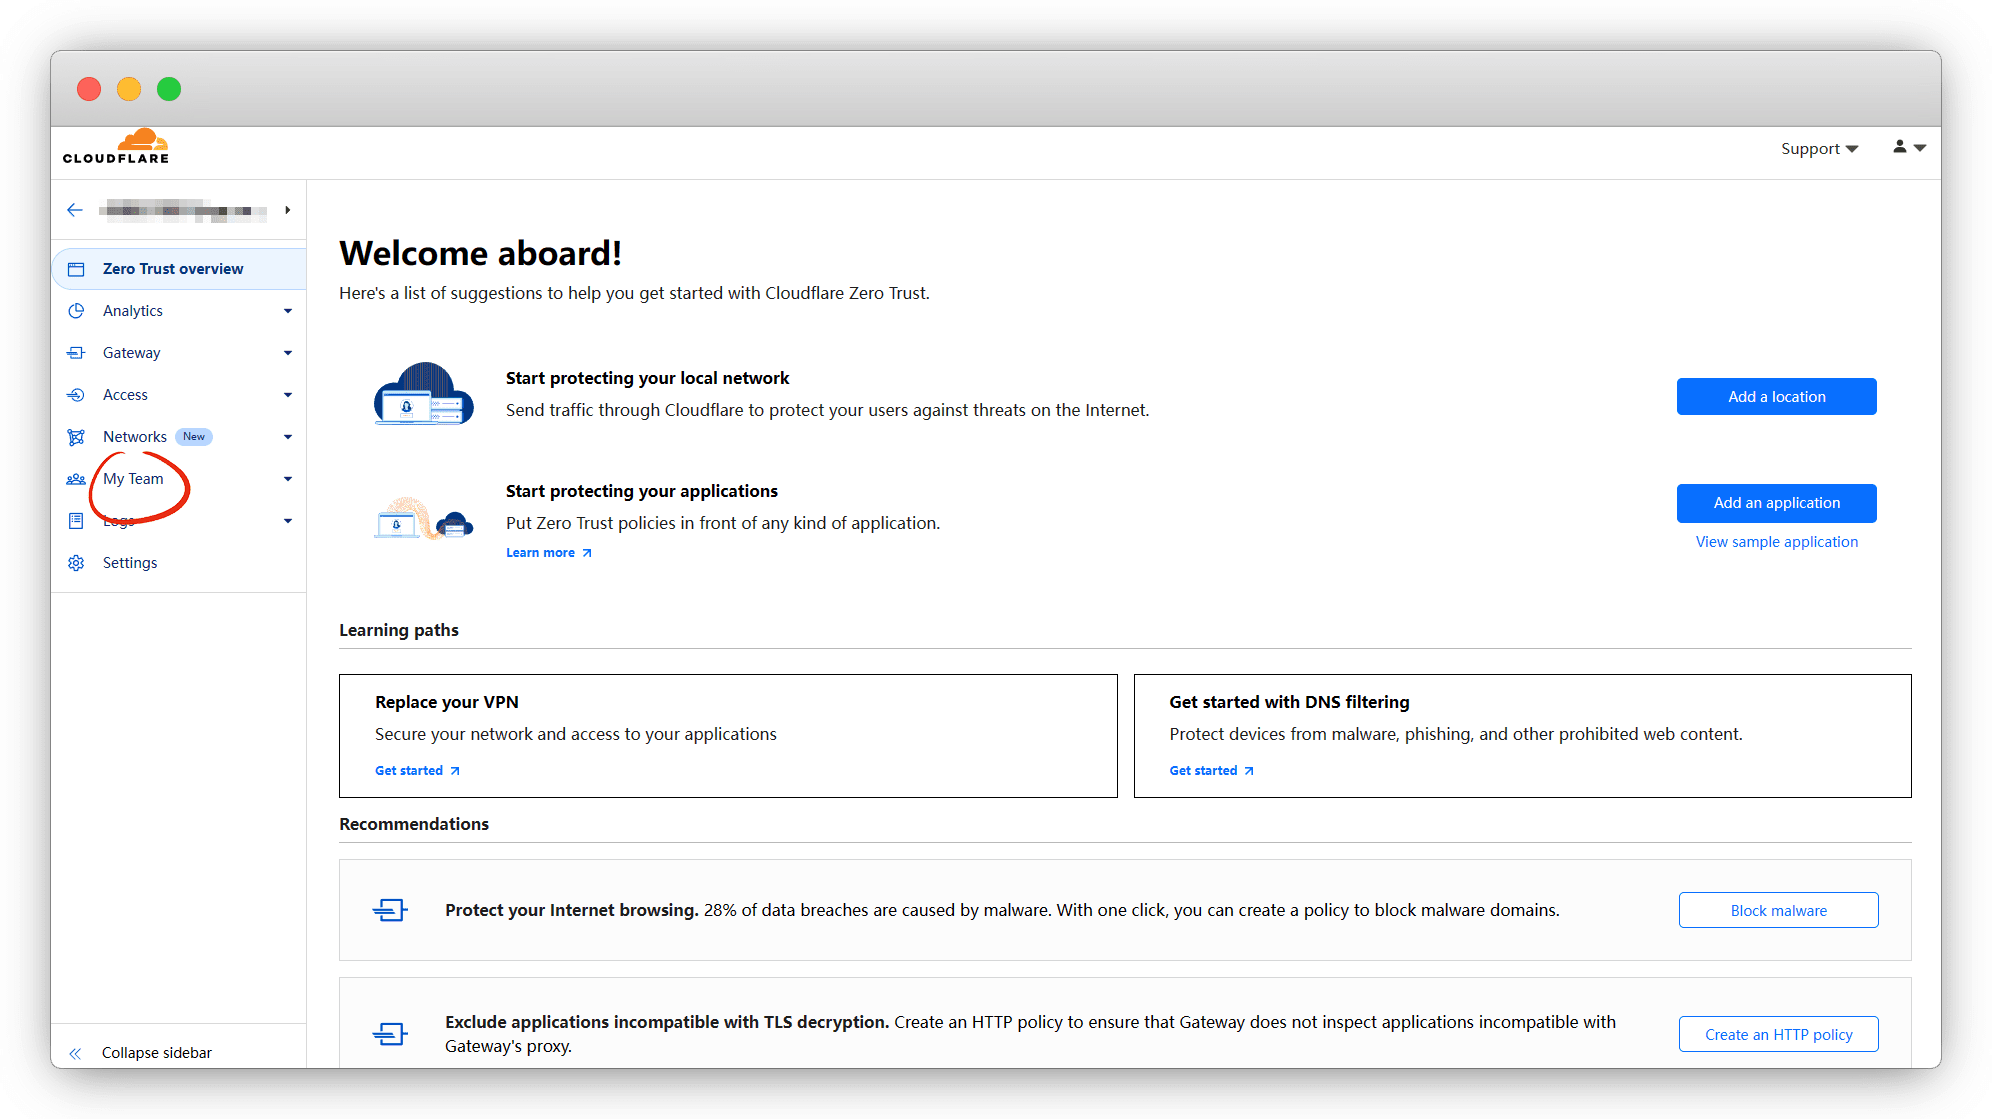 CLOUDFLARE
Support
Zero Trust overview
Analytics
Gateway
Access
Networks New
My Team
Logs
Settings
Collapse sidebar
Welcome aboard!
Here's a list of suggestions to help you get started with Cloudflare Zero Trust.
Start protecting your local network
Send traffic through Cloudflare to protect your users against threats on the Internet.
Add a location
Start protecting your applications
Put Zero Trust policies in front of any kind of application.
Learn more
Add an application
View sample application
Learning paths
Replace your VPN
Secure your network and access to your applications
Get started
Get started with DNS filtering
Protect devices from malware, phishing, and other prohibited web content.
Get started
Recommendations
Protect your Internet browsing. 28% of data breaches are caused by malware. With one click, you can create a policy to block malware domains.
Block malware
Exclude applications incompatible with TLS decryption. Create an HTTP policy to ensure that Gateway does not inspect applications incompatible with
Gateway's proxy.
Create an HTTP policy